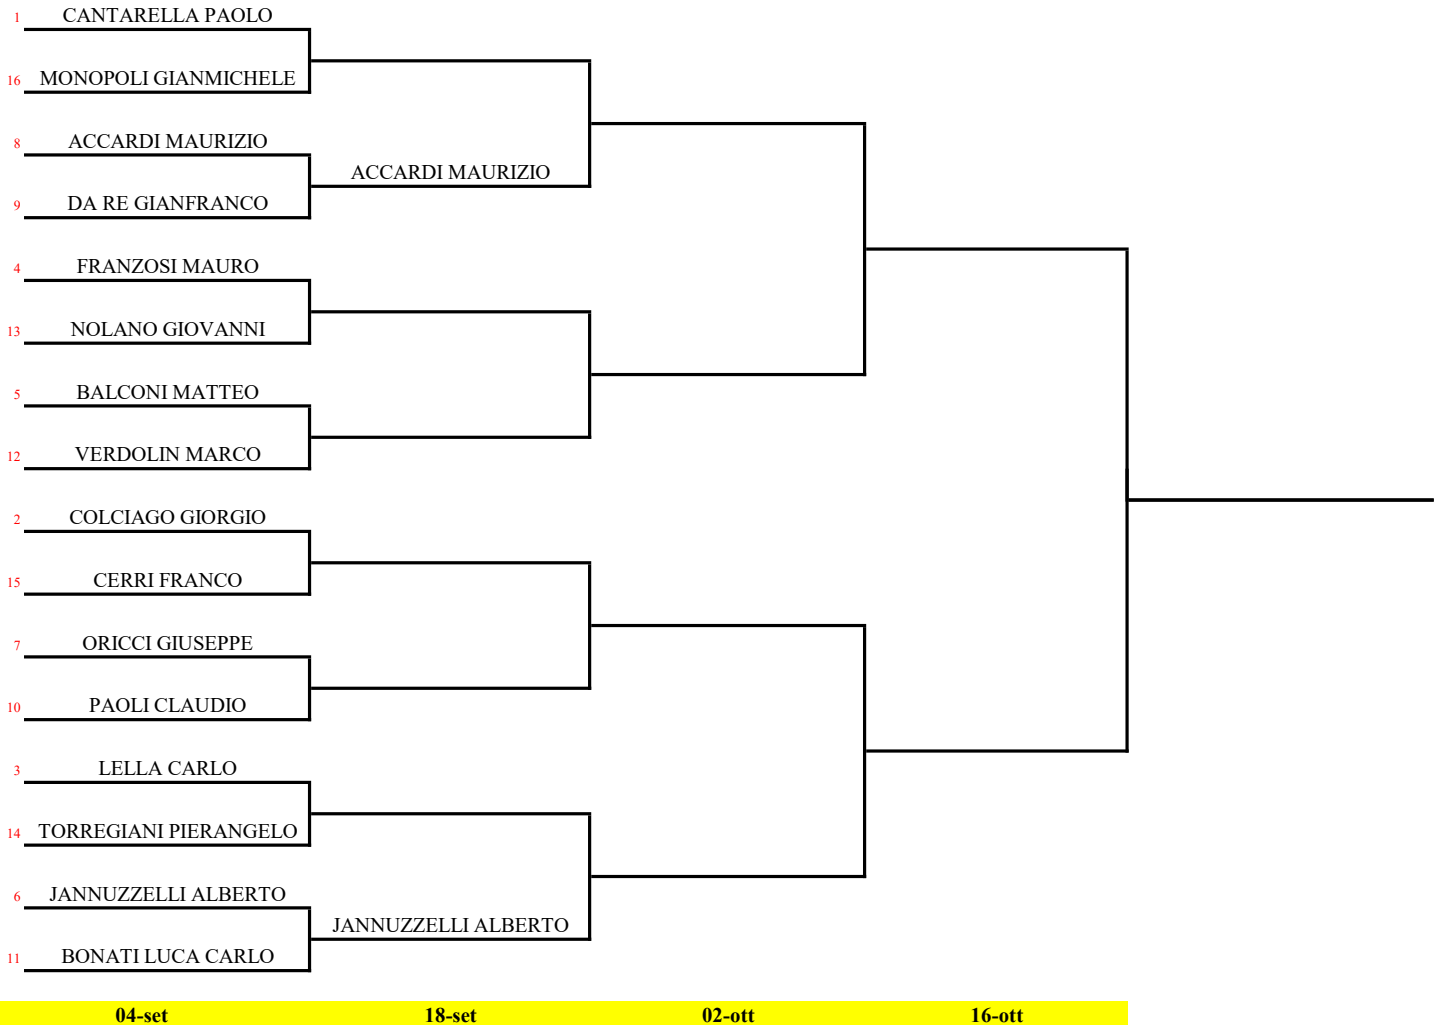 1 CANTARELLA PAOLO
16 MONOPOLI GIANMICHELE
8 ACCARDI MAURIZIO
ACCARDI MAURIZIO
9 DA RE GIANFRANCO
4 FRANZOSI MAURO
13 NOLANO GIOVANNI
5 BALCONI MATTEO
12 VERDOLIN MARCO
2 COLCIAGO GIORGIO
15 CERRI FRANCO
7 ORICCI GIUSEPPE
10 PAOLI CLAUDIO
3 LELLA CARLO
14 TORREGIANI PIERANGELO
6 JANNUZZELLI ALBERTO
JANNUZZELLI ALBERTO
11 BONATI LUCA CARLO
04-set 18-set 02-ott 16-ott